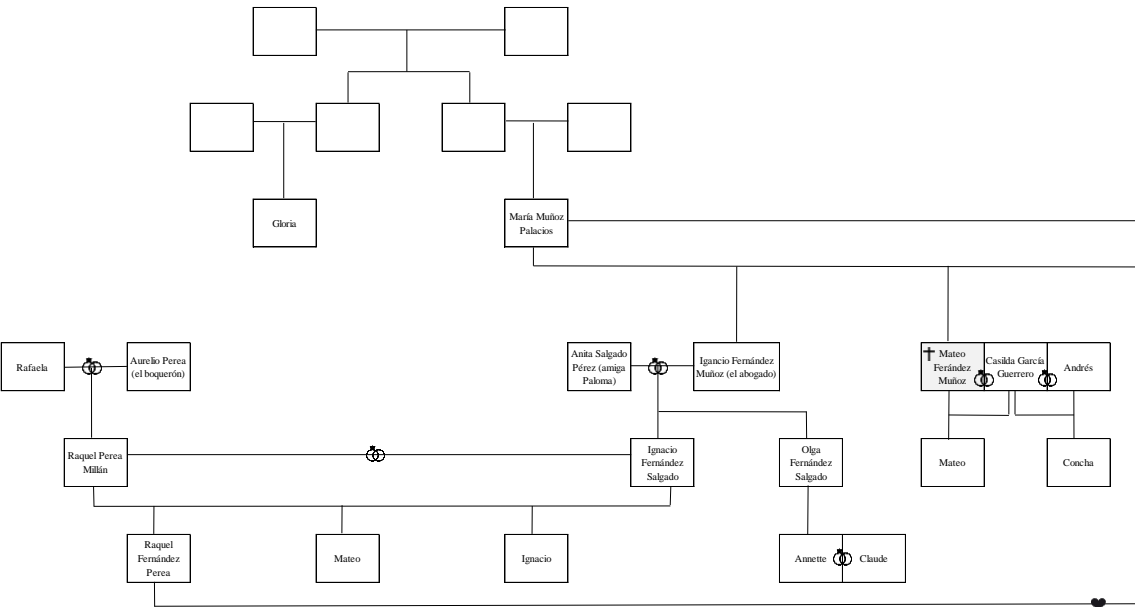 Gloria
María Muñoz
Palacios
Rafaela
Aurelio Perea
(el boquerón)
Anita Salgado
Pérez (amiga
Paloma)
Igancio Fernández
Muñoz (el abogado)
Mateo
Ferández
Muñoz
Casilda García
Guerrero
Andrés
Raquel Perea
Millán
Ignacio
Fernández
Salgado
Olga
Fernández
Salgado
Mateo
Concha
Raquel
Fernández
Perea
Mateo
Ignacio
Annette
Claude